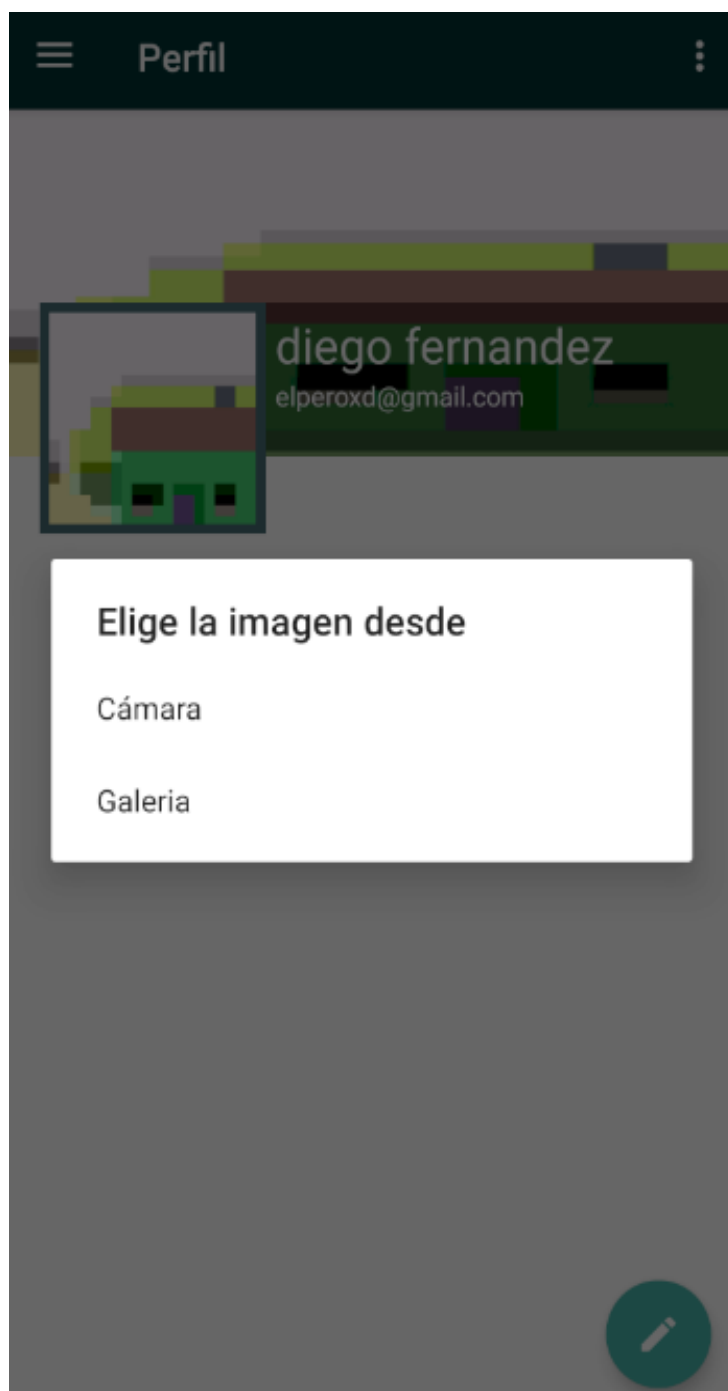 Perfil
diego fernandez
elperoxd@gmail.com
Elige la imagen desde
Cámara
Galeria